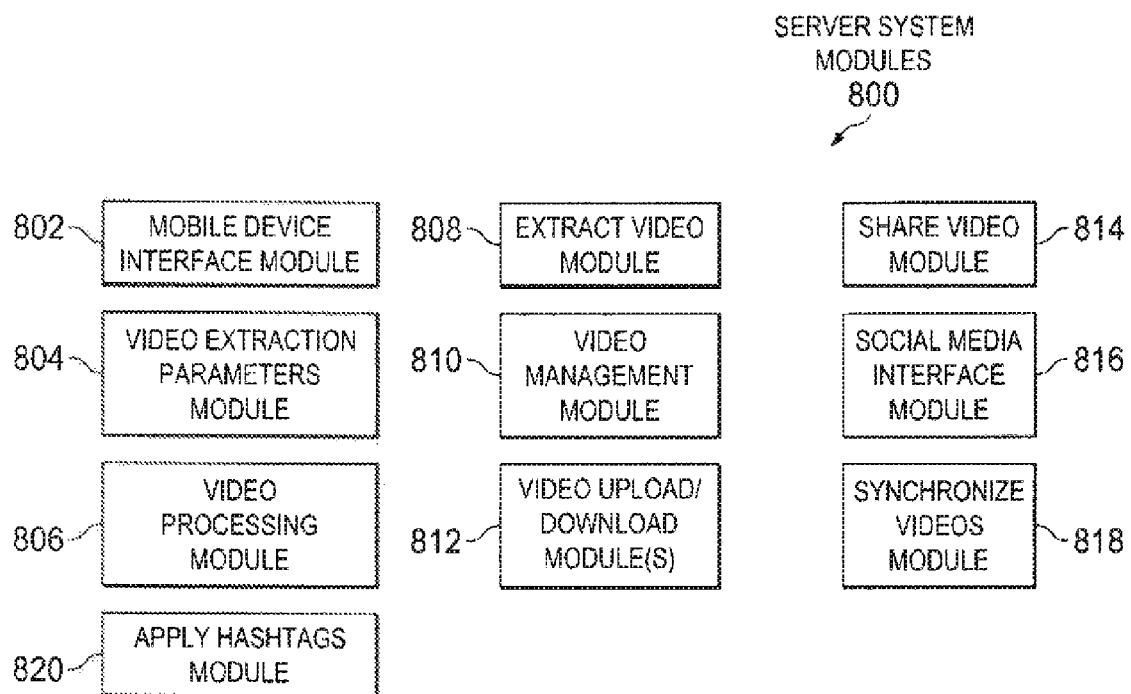 SERVER SYSTEM
MODULES
800
802
MOBILE DEVICE
INTERFACE MODULE
808
EXTRACT VIDEO
MODULE
SHARE VIDEO
MODULE
814
804
VIDEO EXTRACTION
PARAMETERS
MODULE
810
VIDEO
MANAGEMENT
MODULE
SOCIAL MEDIA
INTERFACE
MODULE
816
806
VIDEO
PROCESSING
MODULE
812
VIDEO UPLOAD/
DOWNLOAD
MODULE(S)
SYNCHRONIZE
VIDEOS
MODULE
818
820
APPLY HASHTAGS
MODULE